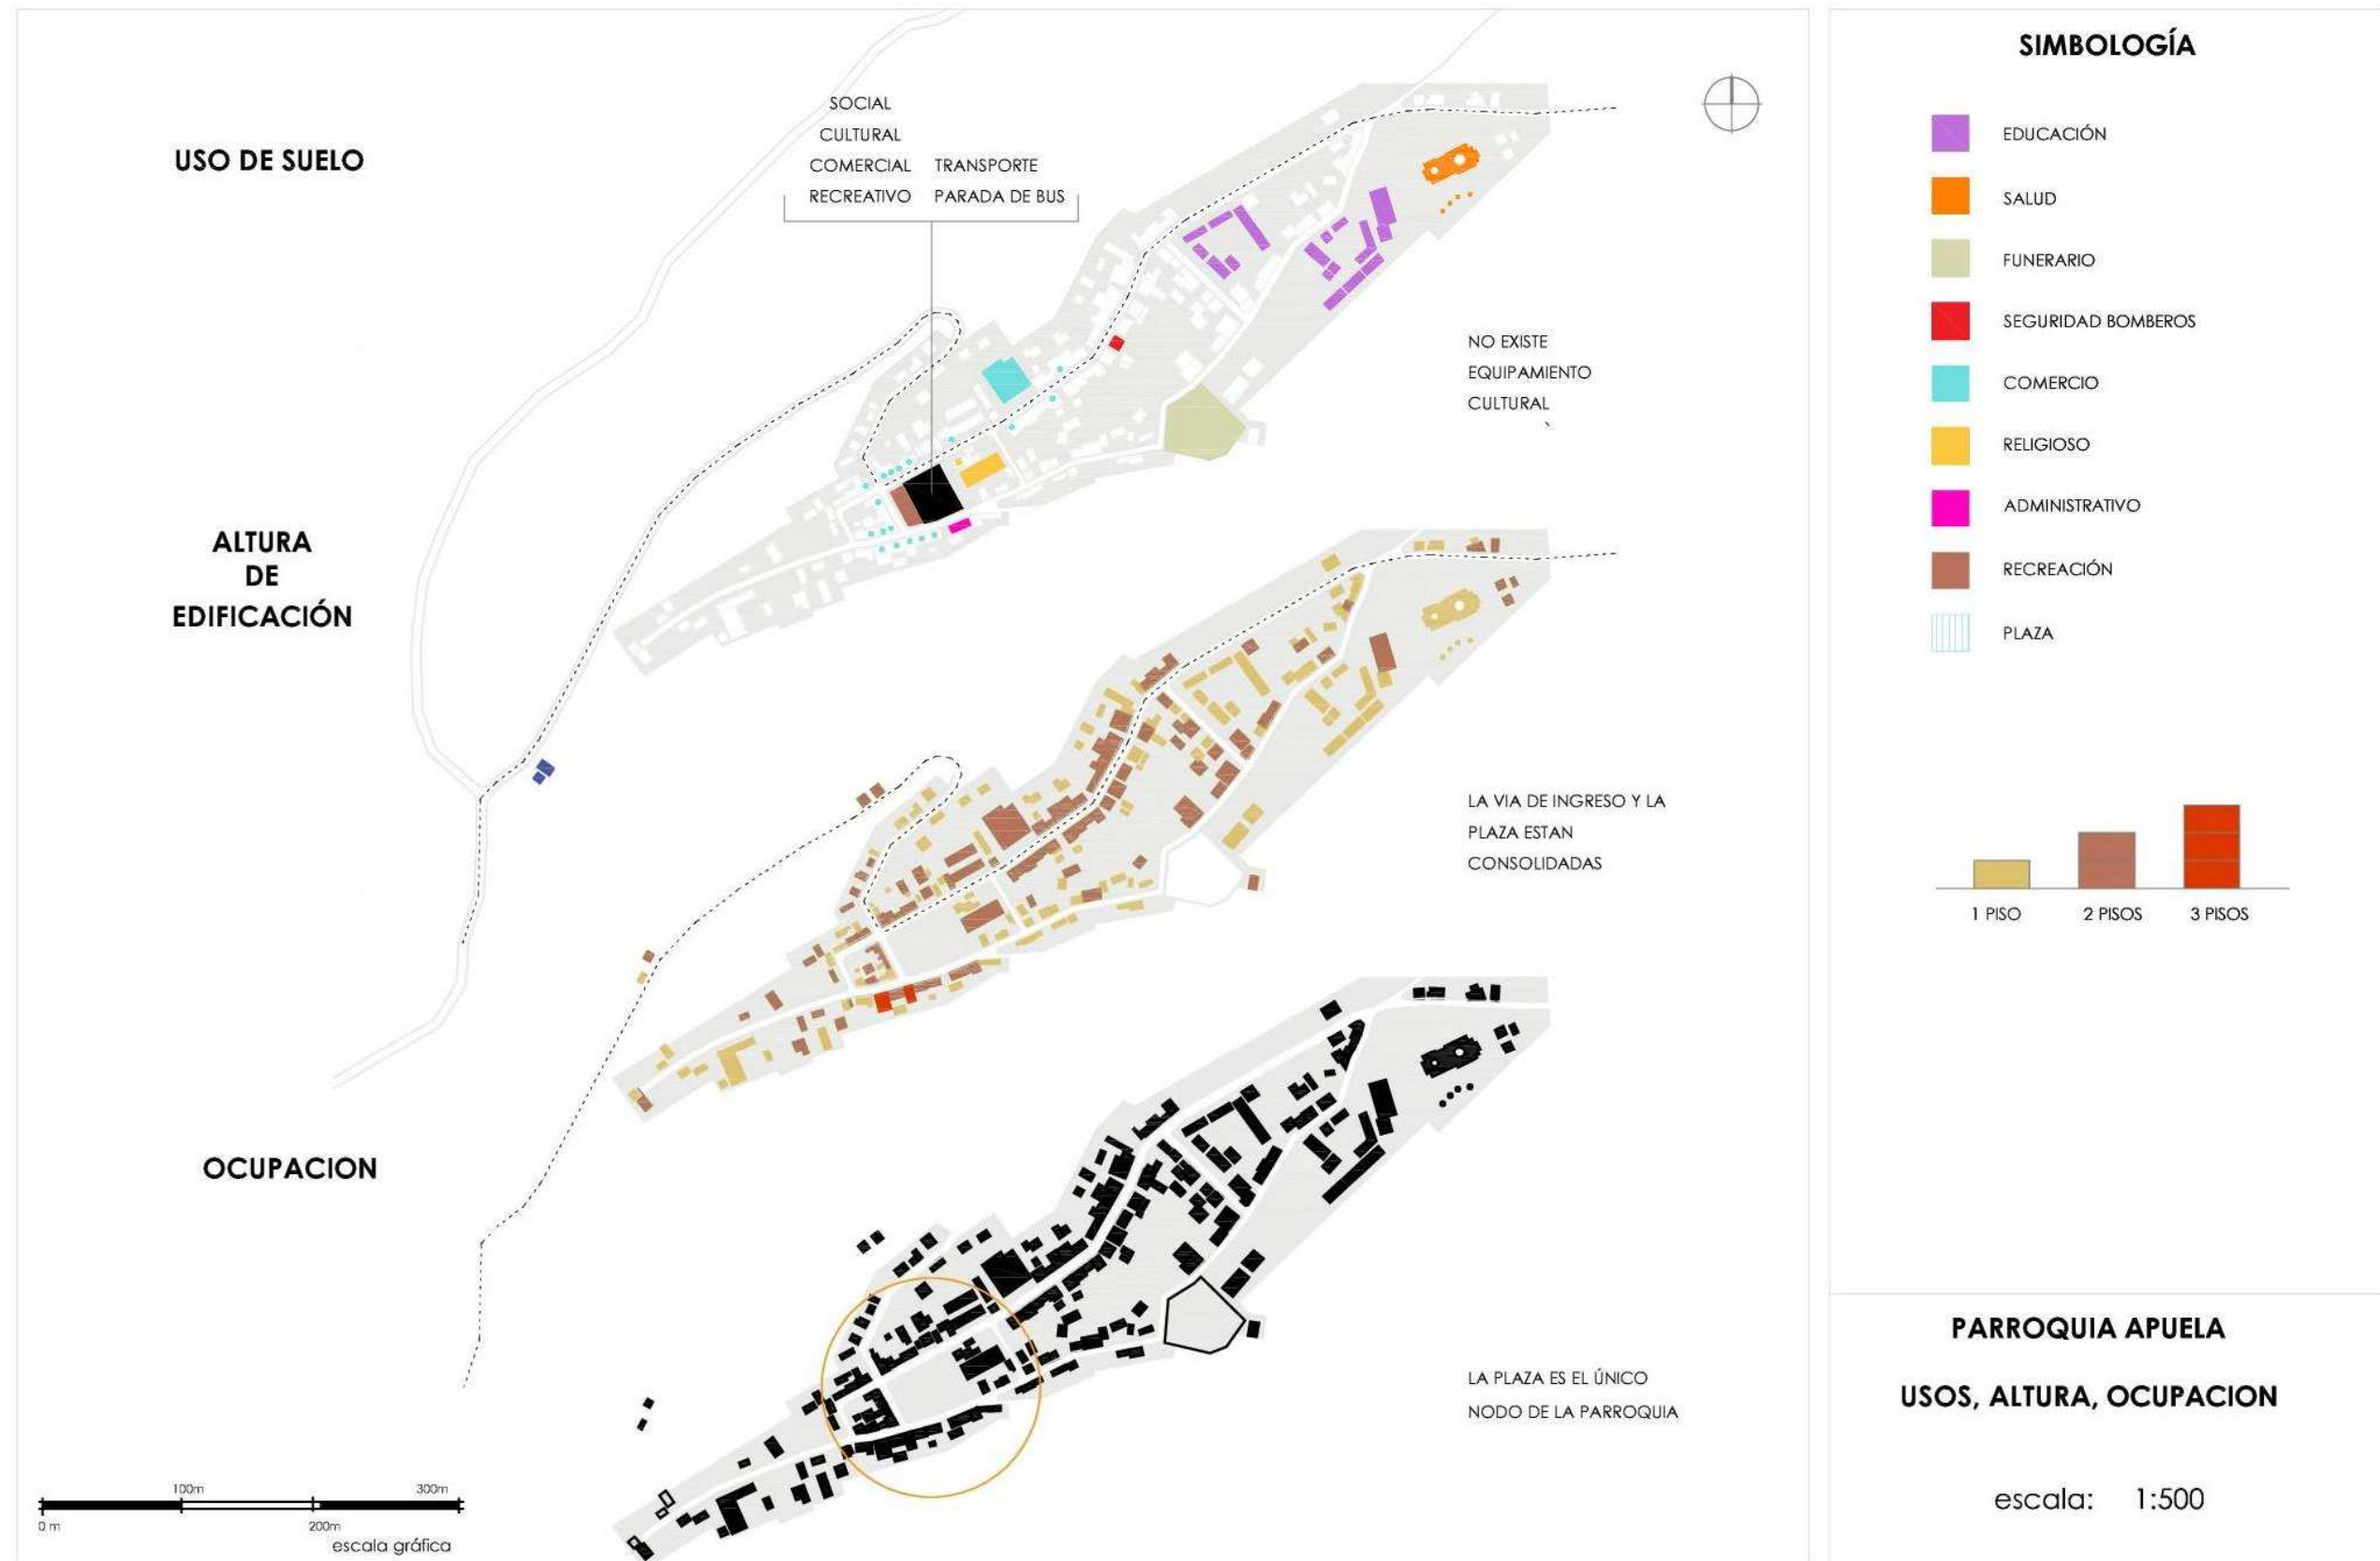 USO DE SUELO
SOCIAL
CULTURAL
COMERCIAL TRANSPORTE
RECREATIVO PARADA DE BUS
NO EXISTE
EQUIPAMIENTO
CULTURAL
ALTURA
DE
EDIFICACIÓN
LA VIA DE INGRESO Y LA
PLAZA ESTAN
CONSOLIDADAS
OCUPACION
LA PLAZA ES EL ÚNICO
NODO DE LA PARROQUIA
100m 300m
0 m 200m
escala gráfica
SIMBOLOGÍA
EDUCACIÓN
SALUD
FUNERARIO
SEGURIDAD BOMBEROS
COMERCIO
RELIGIOSO
ADMINISTRATIVO
RECREACIÓN
PLAZA
1 PISO 2 PISOS 3 PISOS
PARROQUIA APUELA
USOS, ALTURA, OCUPACION
escala: 1:500